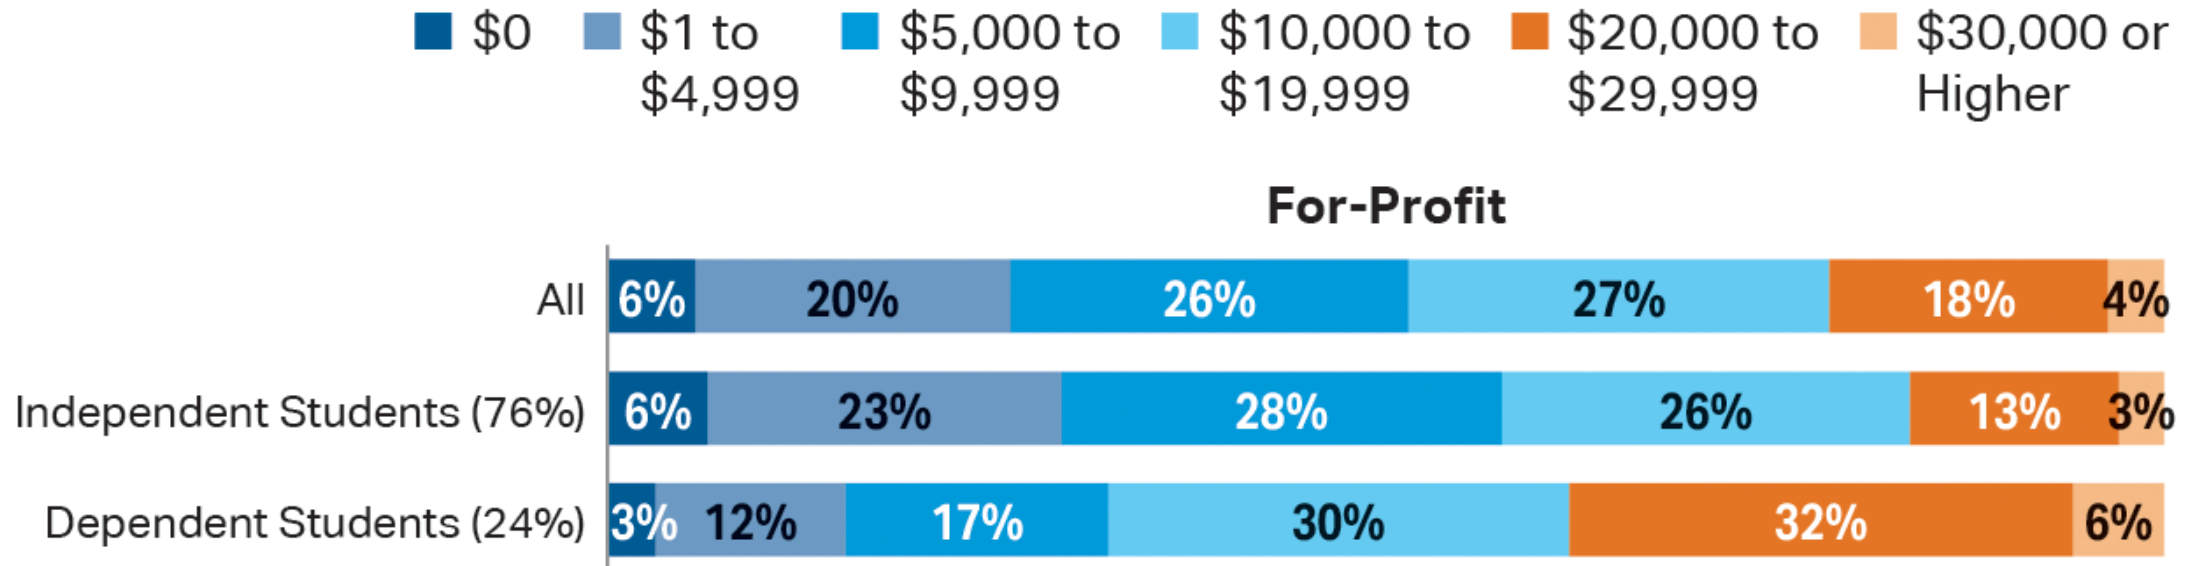 $0 $1 to $5,000 to $10,000 to $20,000 to $30,000 or
$4,999 $9,999 $19,999 $29,999 Higher
For-Profit
All 6% 20% 26% 27% 18% 4%
Independent Students (76%) 6% 23% 28% 26% 13% 3%
Dependent Students (24%) 3% 12% 17% 30% 32% 6%